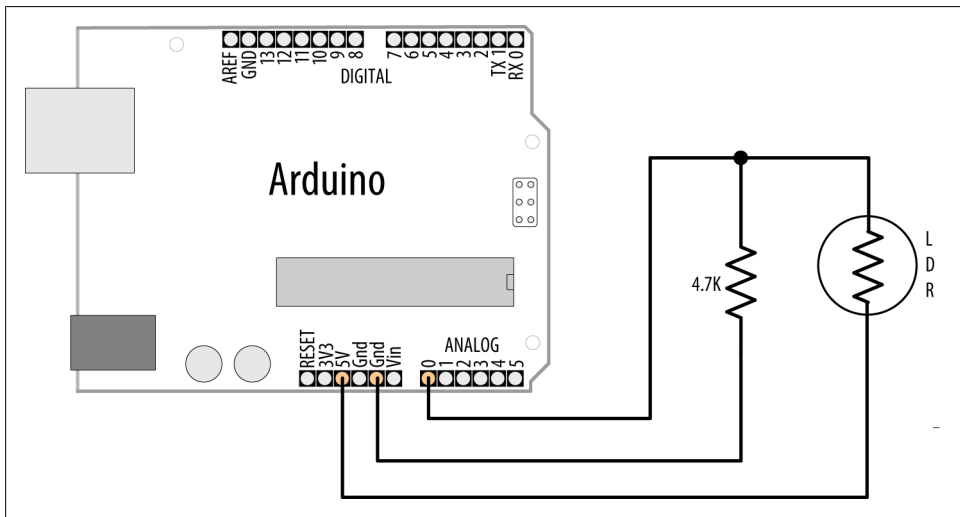 AREF
GND
13
12
11
10
9
8
7
6
5
4
3
2
TX 1
RX 0
DIGITAL
Arduino
L
D
R
4.7K
RESET
3V3
5V
Gnd
Gnd
Vin
ANALOG
0
1
2
3
4
5